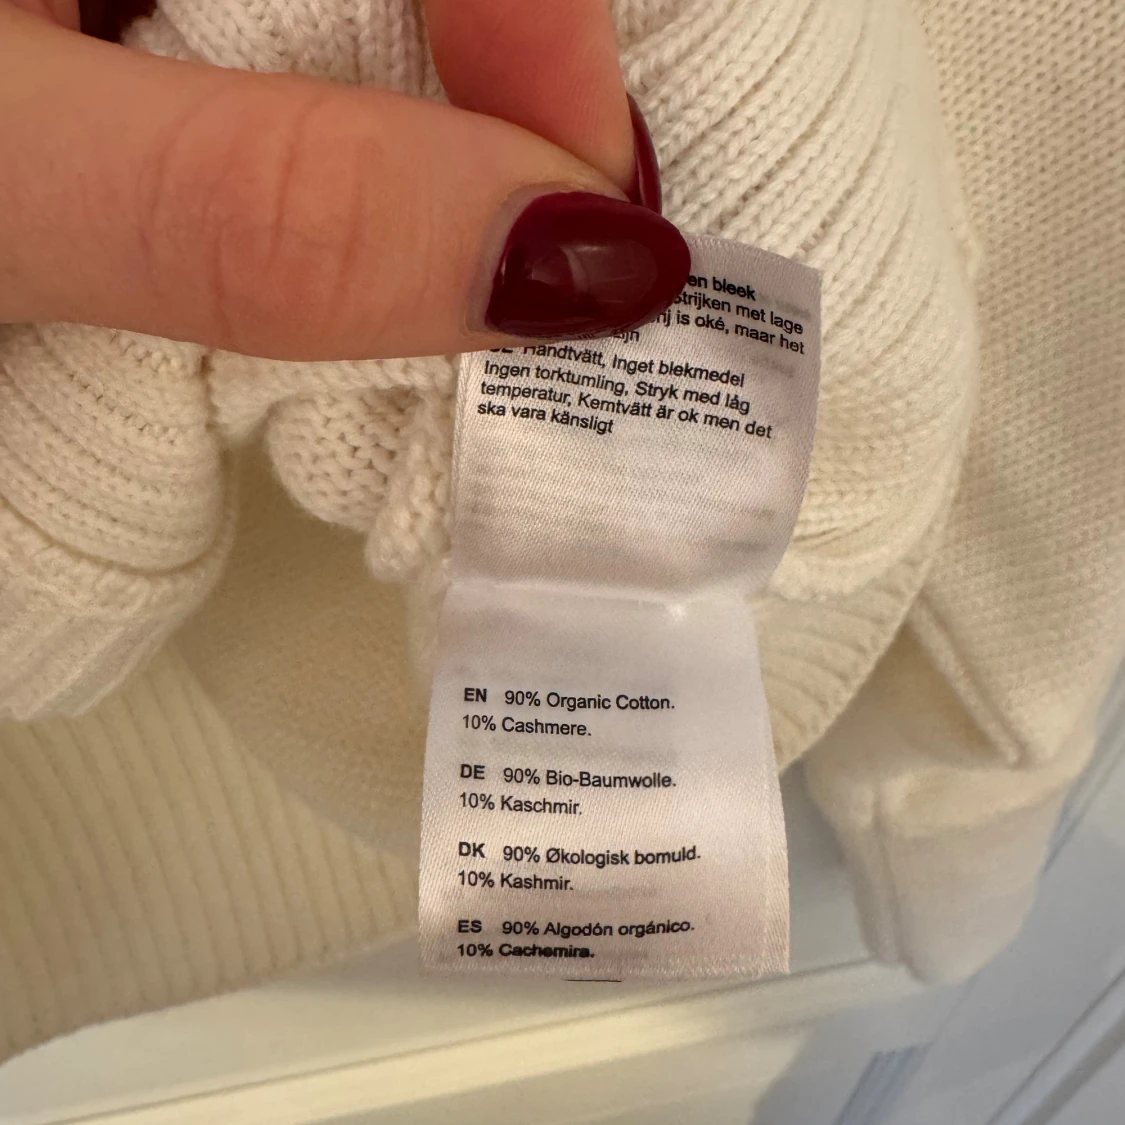 en bleek
Strijken met lage
is oké, maar het
zijn
SE Handtvätt, Inget blekmedel
Ingen torktumling, Stryk med låg
temperatur, Kemtvätt är ok men det
ska vara känsligt
EN 90% Organic Cotton.
10% Cashmere.
DE 90% Bio-Baumwolle.
10% Kaschmir.
DK 90% Økologisk bomuld.
10% Kashmir.
ES 90% Algodón orgánico.
10% Cachemira.